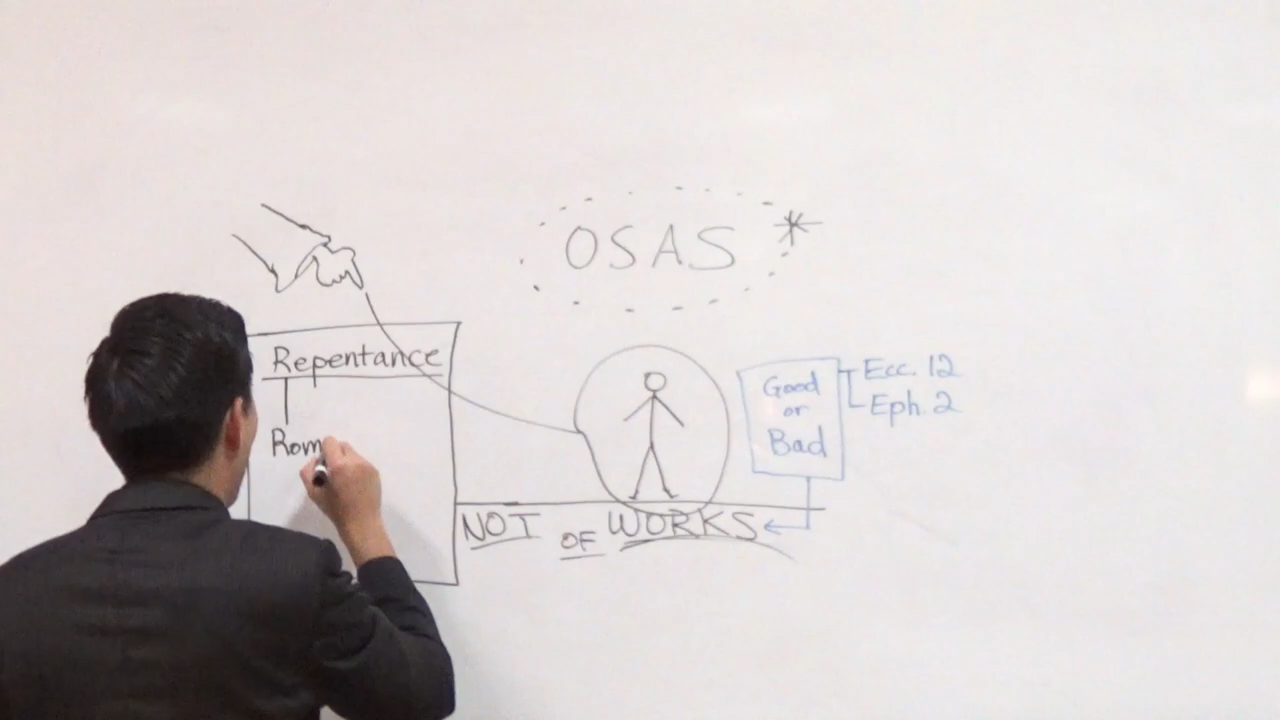 OSAS
Repentance
Rom
Good
or
Bad
Ecc. 12
Eph. 2
NOT OF WORKS